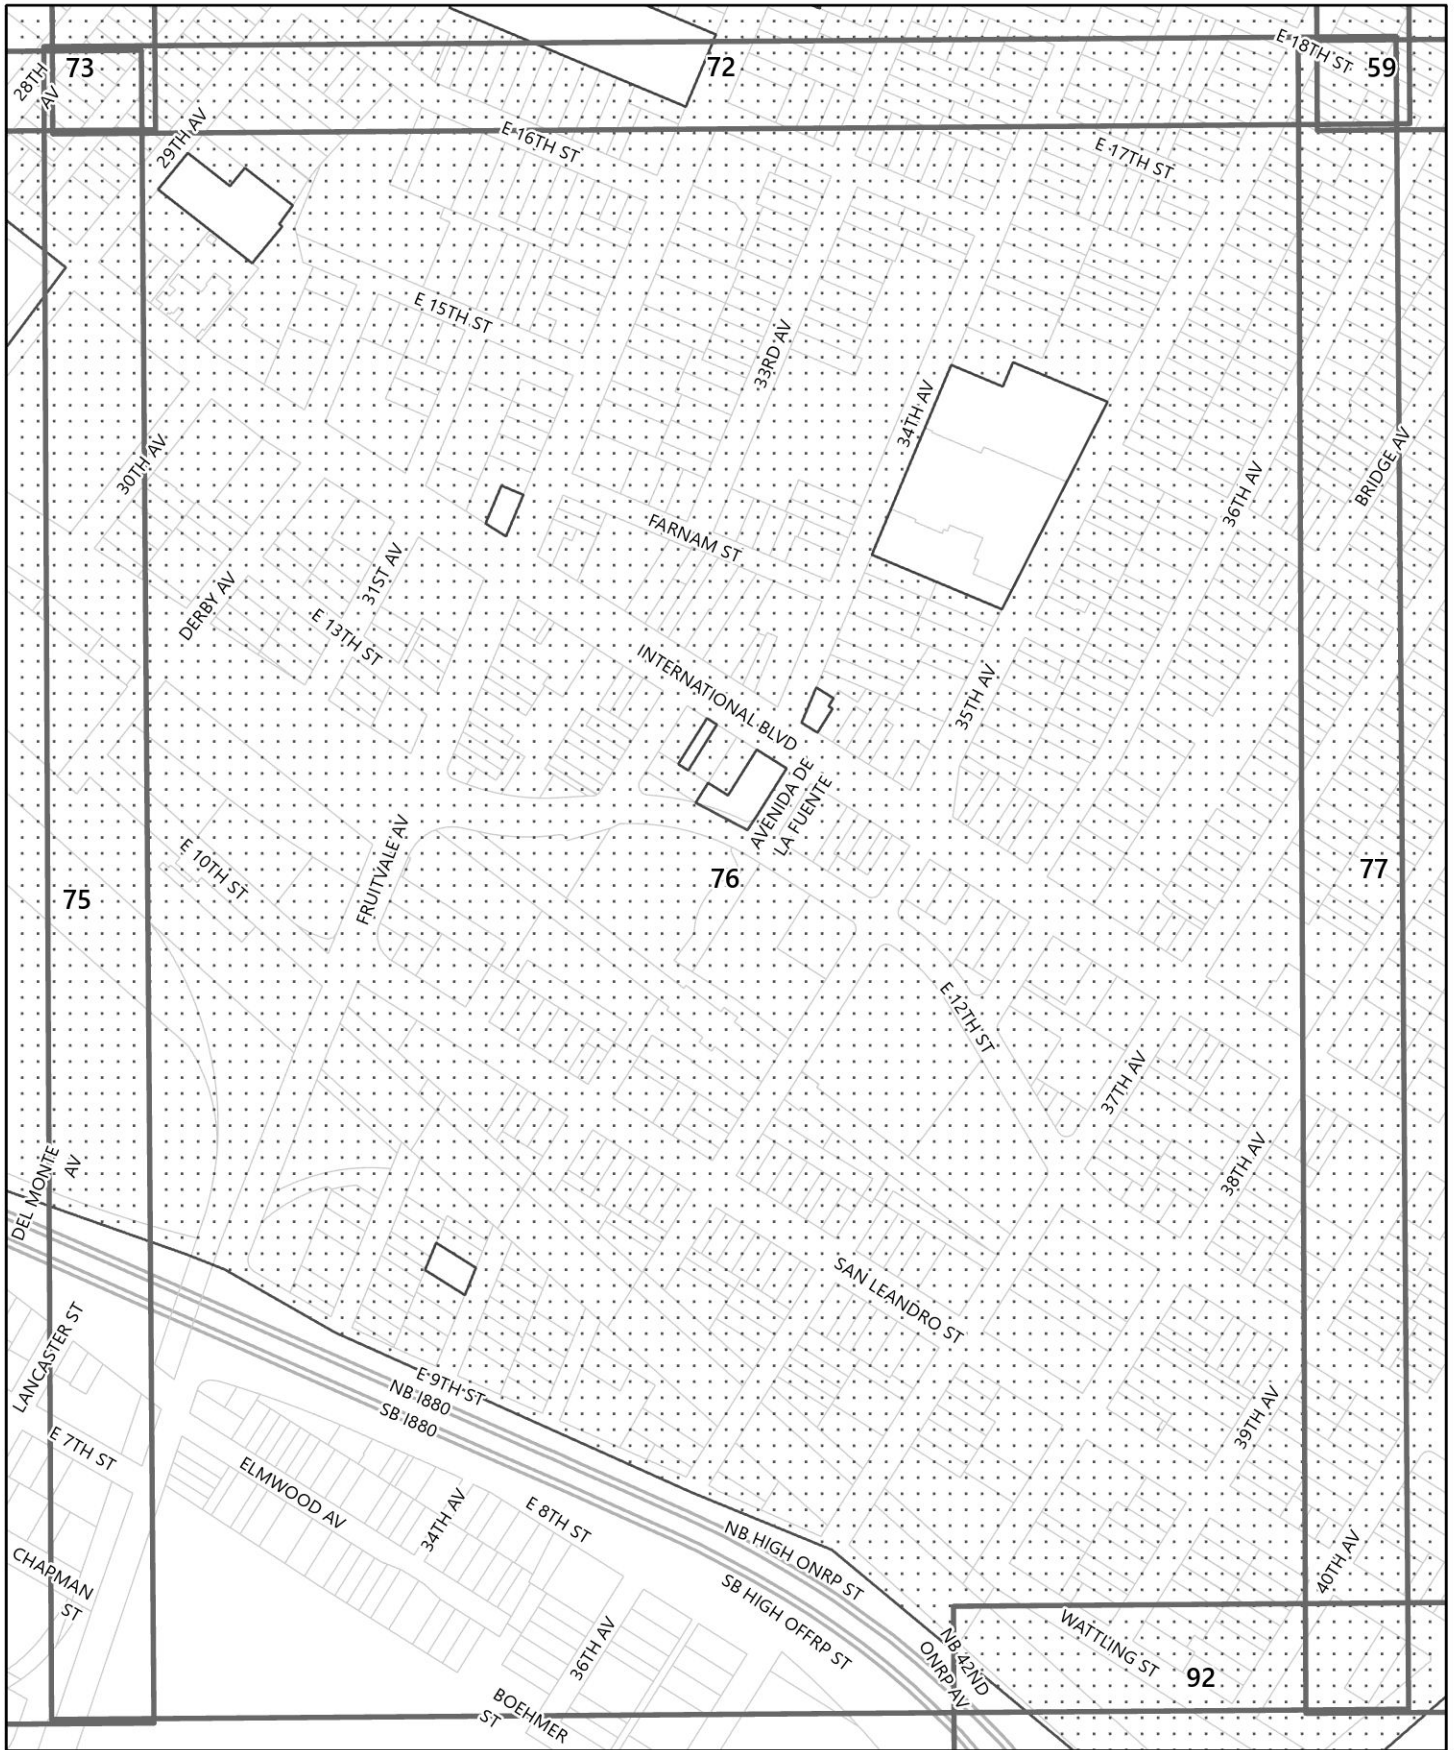 E 18TH ST
73
72
59
28TH
AV
29TH AV
E 16TH ST
E 17TH ST
E 15TH ST
33RD AV
34TH AV
30TH AV
36TH AV
BRIDGE AV
FARNAM ST
31ST AV
DERBY AV
E 13TH ST
INTERNATIONAL BLVD
35TH AV
AVENIDA DE
LA FUENTE
E 10TH ST
FRUITVALE AV
76
77
75
E 12TH ST
37TH AV
38TH AV
DEL MONTE
AV
SAN LEANDRO ST
LANCASTER ST
E 9TH ST
NB I880
SB I880
39TH AV
E 7TH ST
ELMWOOD AV
34TH AV
E 8TH ST
NB HIGH ONRP ST
SB HIGH OFFRP ST
40TH AV
CHAPMAN
ST
36TH AV
NB 42ND
ONRP AV
WATTLING ST
92
BOEHMER
ST